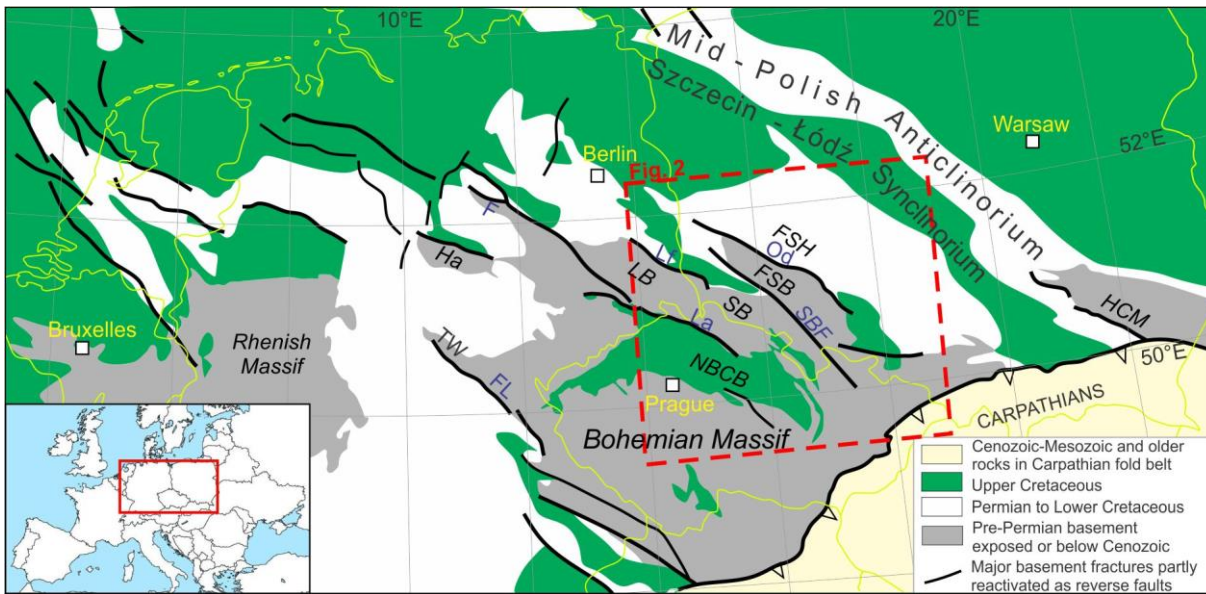 10°E
20°E
Mid-Polish Anticlinorium
Szczecin - Łódź Synclinorium
Warsaw
52°E
Berlin
Fig. 2
F
Ha
Lr
LB
FSH
Od
FSB
SBF
SB
La
HCM
Bruxelles
Rhenish
Massif
TW
FL
NBCB
50°E
Prague
CARPATHIANS
Bohemian Massif
Cenozoic-Mesozoic and older
rocks in Carpathian fold belt
Upper Cretaceous
Permian to Lower Cretaceous
Pre-Permian basement
exposed or below Cenozoic
Major basement fractures partly
reactivated as reverse faults